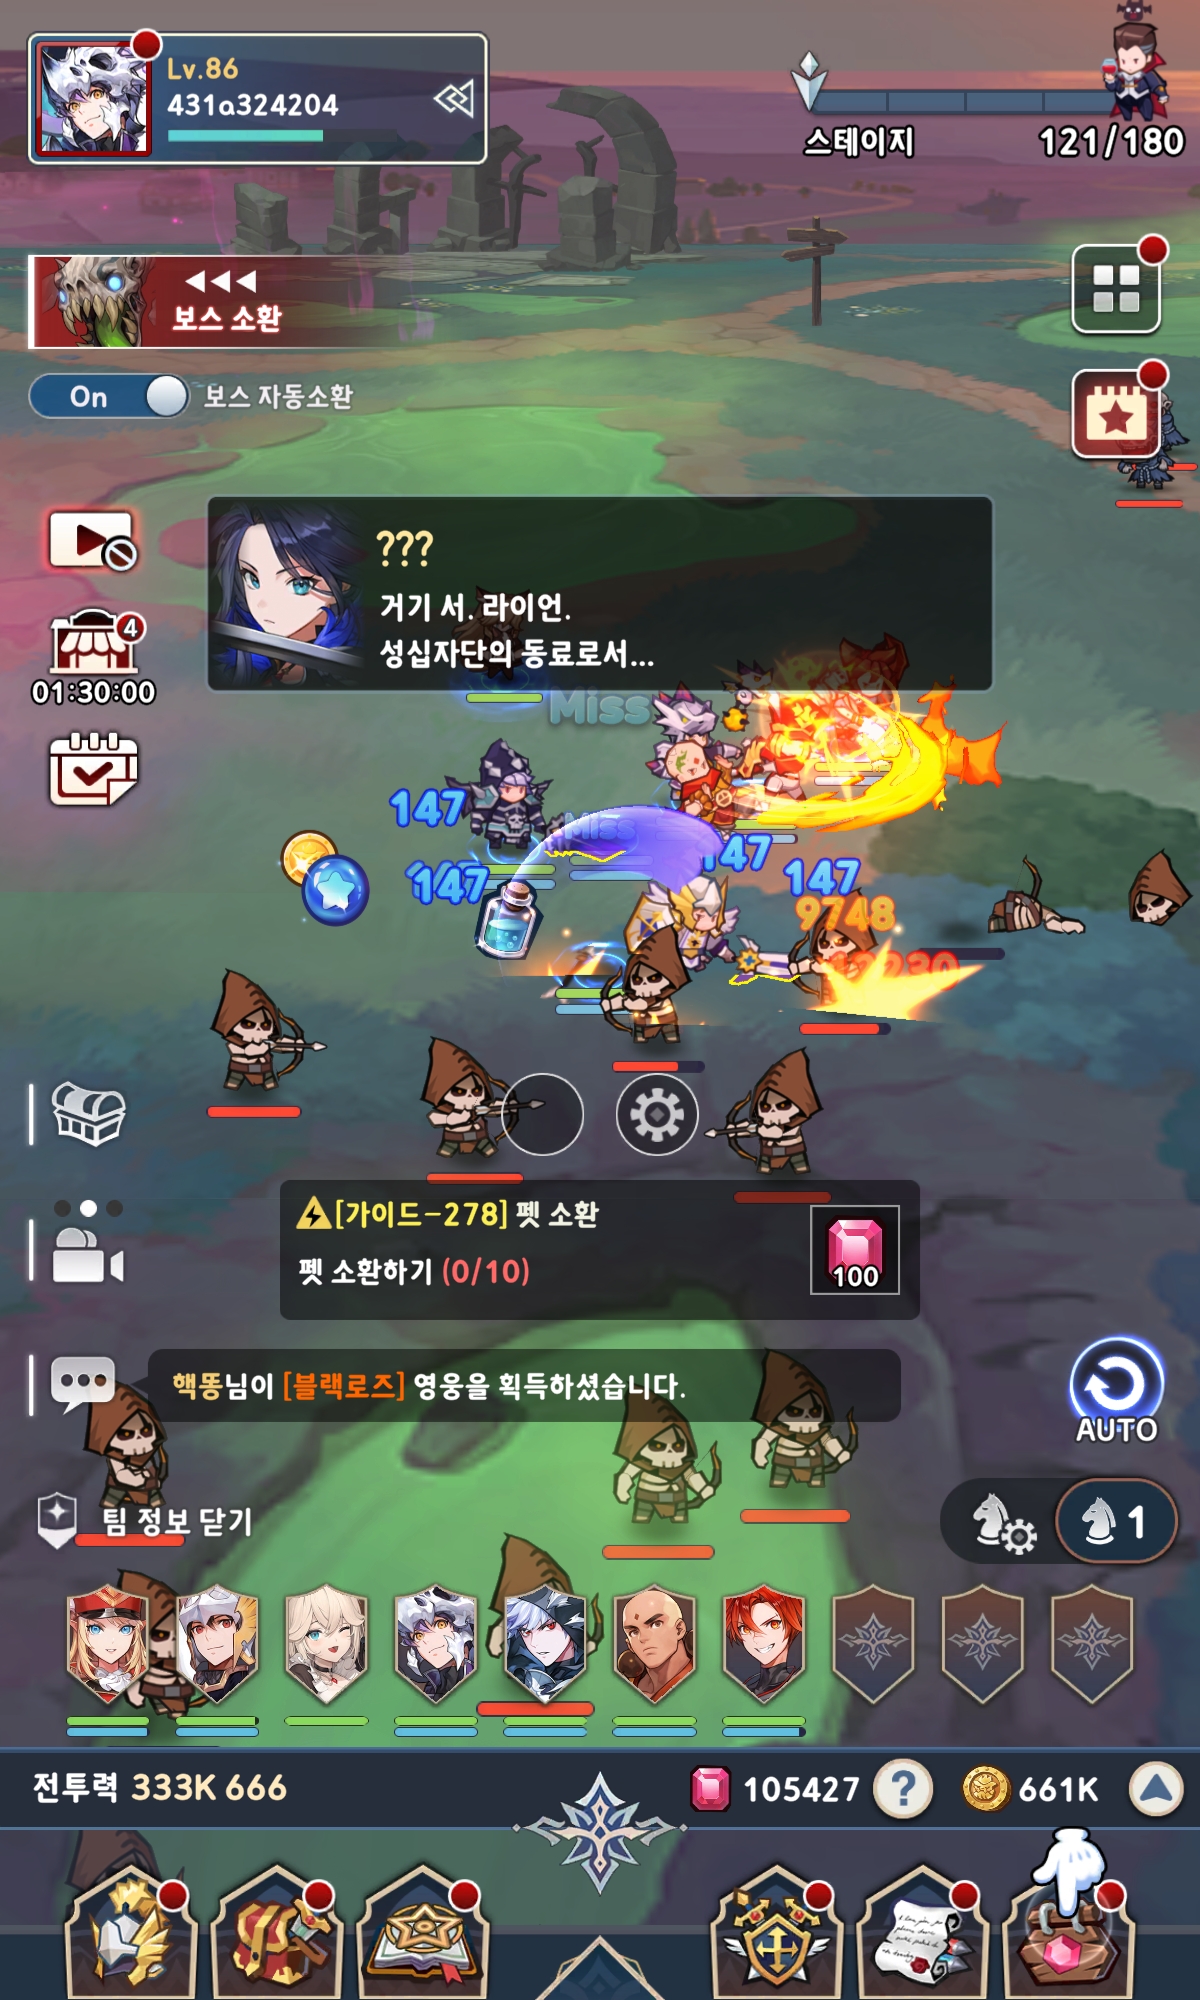 Lv.86
431a324204
스테이지
121/180
보스 소환
On
보스 자동소환
???
거기 서. 라이언.
성십자단의 동료로서...
4
01:30:00
Miss
147
Miss
147
147
147
9748
12230
[가이드-278] 펫 소환
펫 소환하기 (0/10)
100
핵똥님이 [블랙로즈] 영웅을 획득하셨습니다.
AUTO
팀 정보 닫기
1
전투력 333K 666
105427
?
661K